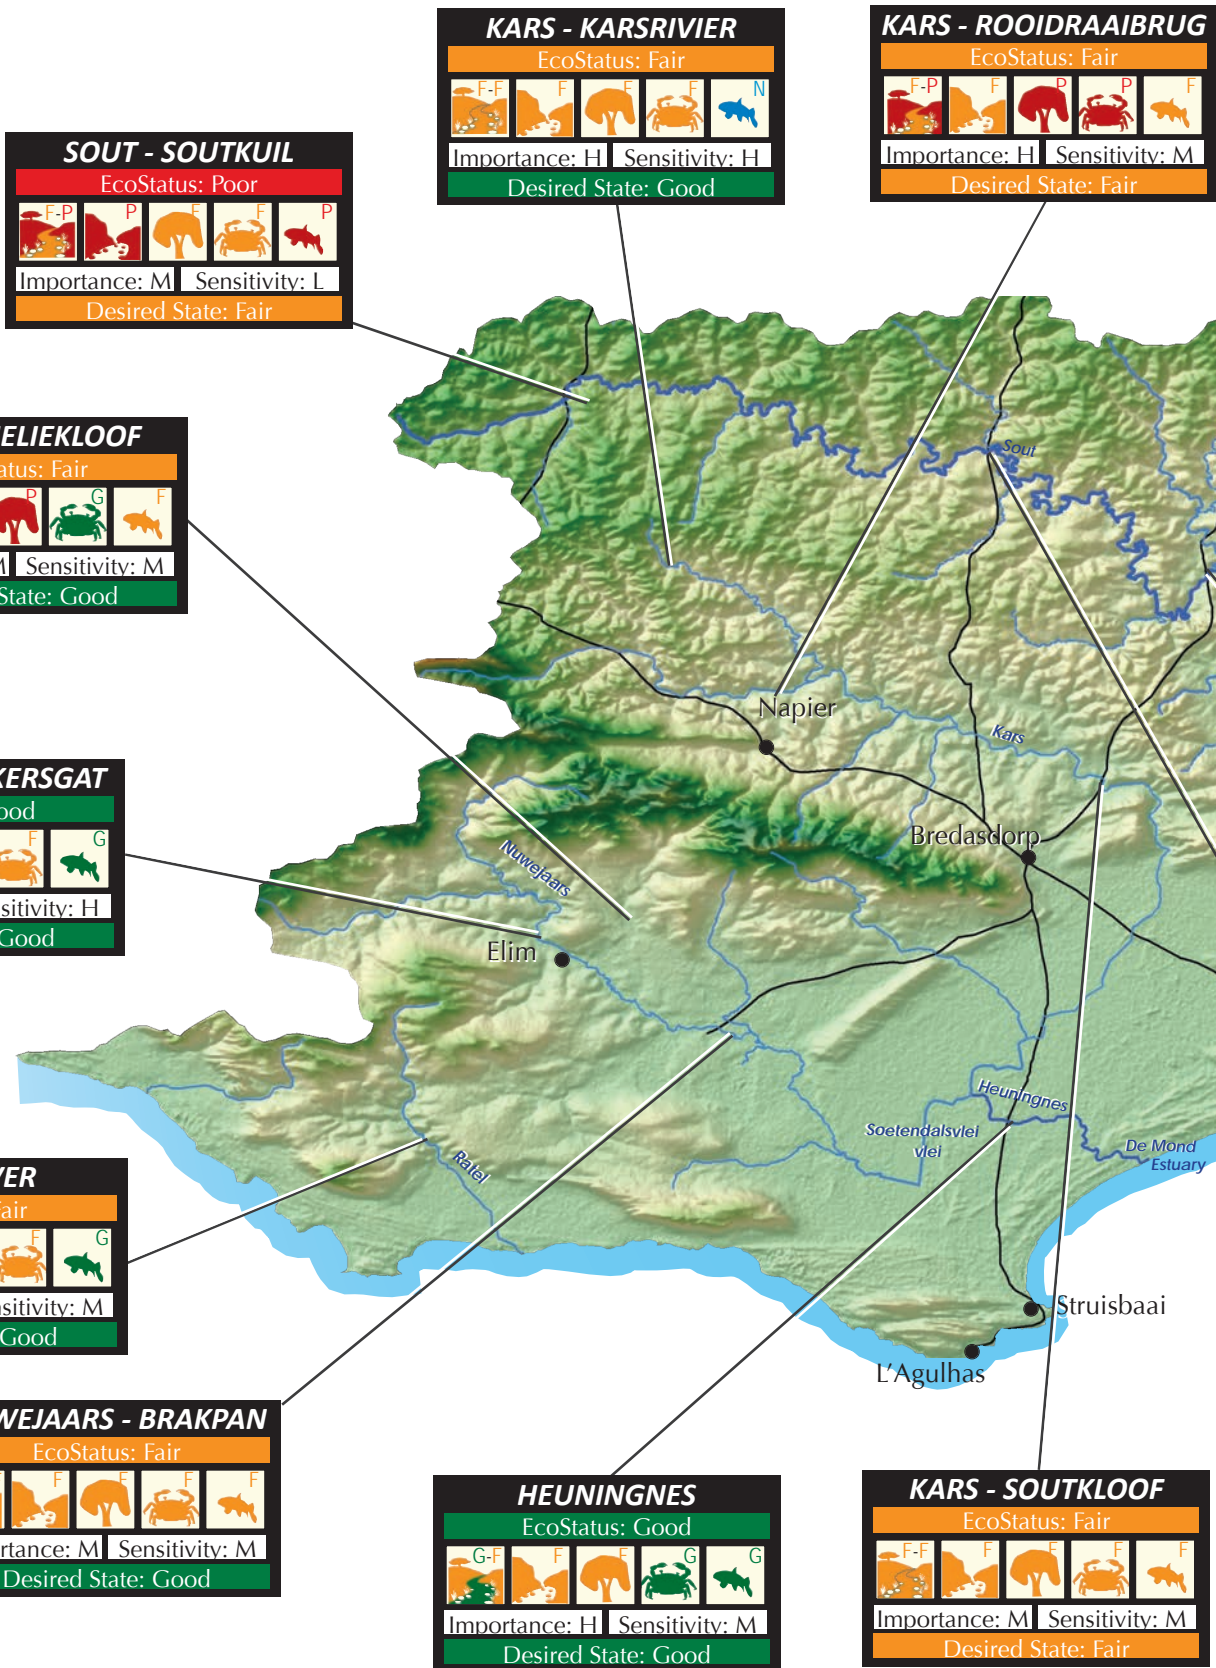 KARS - KARSRIVIER
EcoStatus: Fair
F-F F F F N
Importance: H Sensitivity: H
Desired State: Good
KARS - ROOIDRAAIBRUG
EcoStatus: Fair
F-P F P P F
Importance: H Sensitivity: M
Desired State: Fair
SOUT - SOUTKUIL
EcoStatus: Poor
F-P P F F P
Importance: M Sensitivity: L
Desired State: Fair
ELIEKLOOF
atus: Fair
P G F
M Sensitivity: M
State: Good
KERSGAT
ood
F G
sitivity: H
Good
VER
air
F G
nsitivity: M
Good
WEJAARS - BRAKPAN
EcoStatus: Fair
F F F F
rtance: M Sensitivity: M
Desired State: Good
HEUNINGNES
EcoStatus: Good
G-F F F G G
Importance: H Sensitivity: M
Desired State: Good
KARS - SOUTKLOOF
EcoStatus: Fair
F-F F F F F
Importance: M Sensitivity: M
Desired State: Fair
Sout
Napier
Kars
Bredasdorp
Nuwejaars
Elim
Heuningnes
Soetendalsvlei
vlei
De Mond
Estuary
Ratel
Struisbaai
L'Agulhas